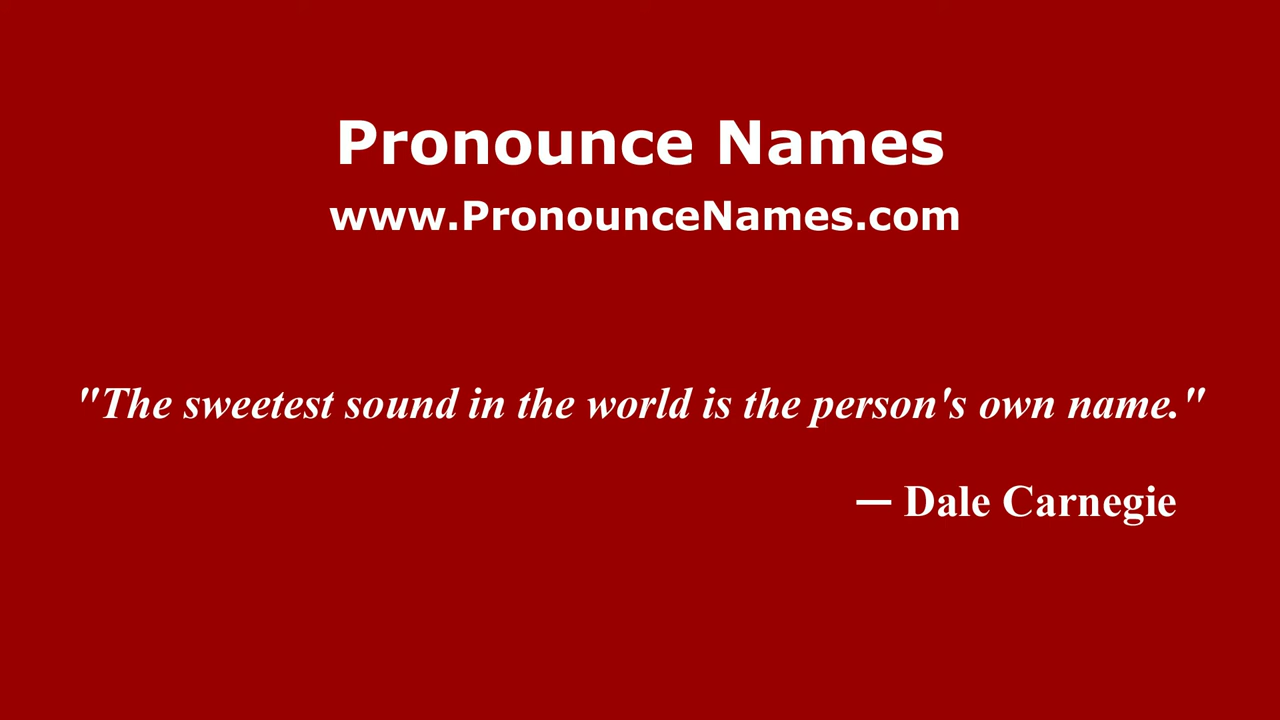 Pronounce Names
www.PronounceNames.com
"The sweetest sound in the world is the person's own name."
— Dale Carnegie